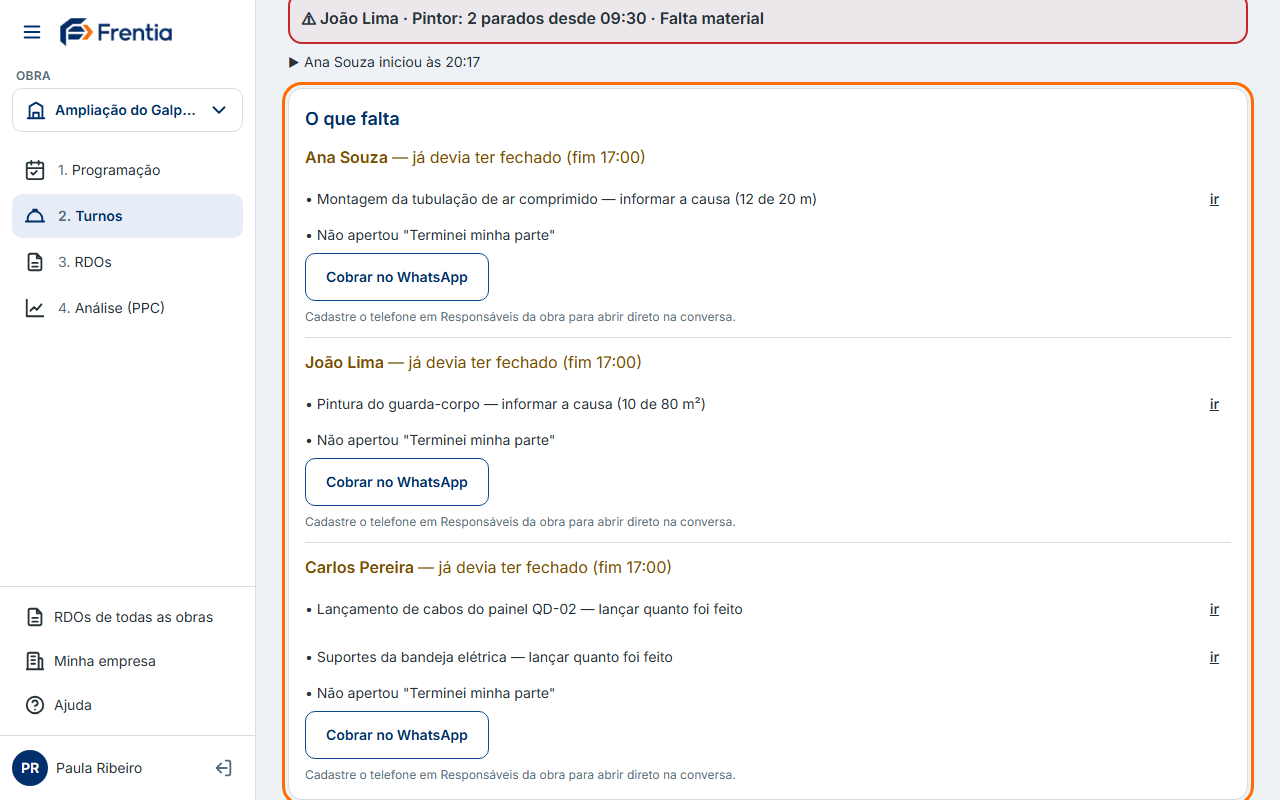 Frentia
OBRA
Ampliação do Galp...
1. Programação
2. Turnos
3. RDOs
4. Análise (PPC)
RDOs de todas as obras
Minha empresa
Ajuda
PR
Paula Ribeiro
⚠ João Lima · Pintor: 2 parados desde 09:30 · Falta material
▶ Ana Souza iniciou às 20:17
O que falta
Ana Souza — já devia ter fechado (fim 17:00)
• Montagem da tubulação de ar comprimido — informar a causa (12 de 20 m) ir
• Não apertou "Terminei minha parte"
Cobrar no WhatsApp
Cadastre o telefone em Responsáveis da obra para abrir direto na conversa.
João Lima — já devia ter fechado (fim 17:00)
• Pintura do guarda-corpo — informar a causa (10 de 80 m²) ir
• Não apertou "Terminei minha parte"
Cobrar no WhatsApp
Cadastre o telefone em Responsáveis da obra para abrir direto na conversa.
Carlos Pereira — já devia ter fechado (fim 17:00)
• Lançamento de cabos do painel QD-02 — lançar quanto foi feito ir
• Suportes da bandeja elétrica — lançar quanto foi feito ir
• Não apertou "Terminei minha parte"
Cobrar no WhatsApp
Cadastre o telefone em Responsáveis da obra para abrir direto na conversa.